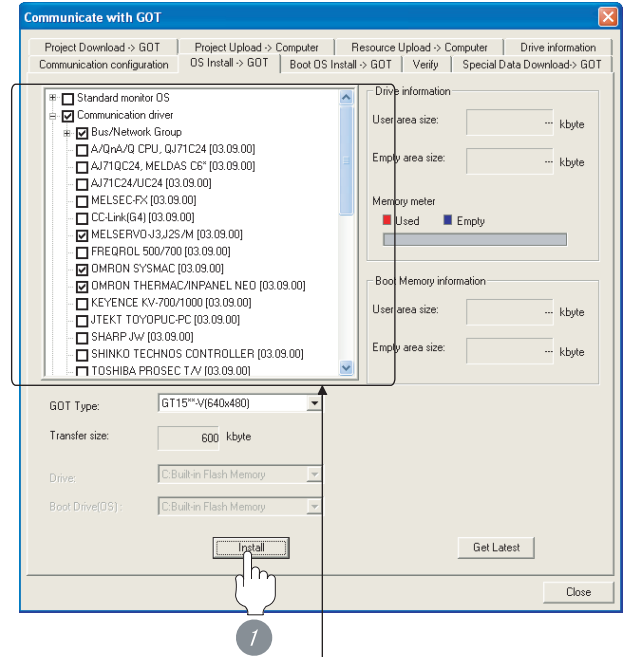 Communicate with GOT
Project Download -> GOT
Project Upload -> Computer
Resource Upload -> Computer
Drive information
Communication configuration
OS Install -> GOT
Boot OS Install -> GOT
Verify
Special Data Download-> GOT
Standard monitor OS
Communication driver
Bus/Network Group
A/QnA/Q CPU, QJ71C24 [03.09.00]
AJ71QC24, MELDAS C6* [03.09.00]
AJ71C24/UC24 [03.09.00]
MELSEC-FX [03.09.00]
CC-Link(G4) [03.09.00]
MELSERVO-J3,J2S/M [03.09.00]
FREQROL 500/700 [03.09.00]
OMRON SYSMAC [03.09.00]
OMRON THERMAC/INPANEL NEO [03.09.00]
KEYENCE KV-700/1000 [03.09.00]
JTEKT TOYOPUC-PC [03.09.00]
SHARP JW [03.09.00]
SHINKO TECHNOS CONTROLLER [03.09.00]
TOSHIBA PROSEC T/V [03.09.00]
Drive information
User area size:
--- kbyte
Empty area size:
--- kbyte
Memory meter
Used
Empty
Boot Memory information
User area size:
--- kbyte
Empty area size:
--- kbyte
GOT Type:
GT15**-V(640x480)
Transfer size:
600 kbyte
Drive:
C:Built-in Flash Memory
Boot Drive(OS) :
C:Built-in Flash Memory
Install
Get Latest
Close
1